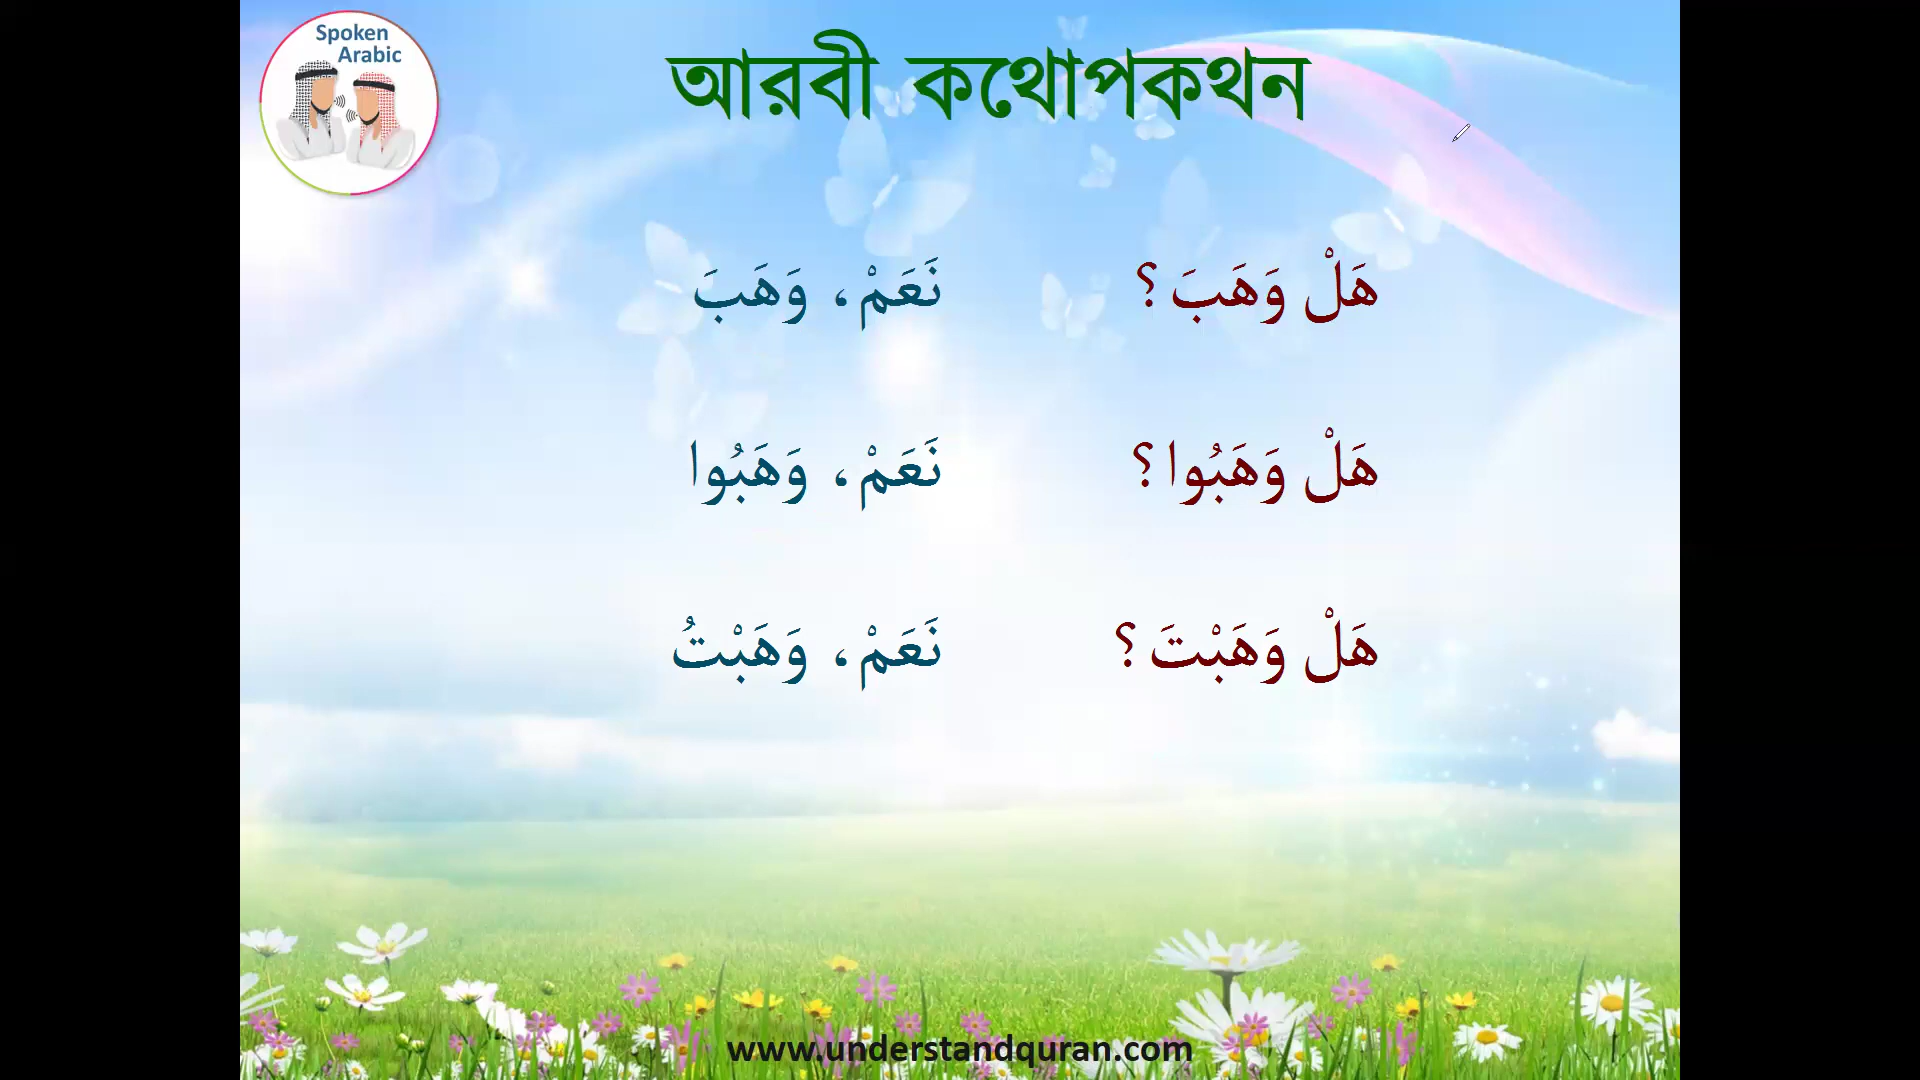 Spoken
Arabic
আরবী কথোপকথন
هَلْ وَهَبَ ؟ نَعَمْ، وَهَبَ
هَلْ وَهَبُوا ؟ نَعَمْ، وَهَبُوا
هَلْ وَهَبْتَ ؟ نَعَمْ، وَهَبْتُ
www.understandquran.com